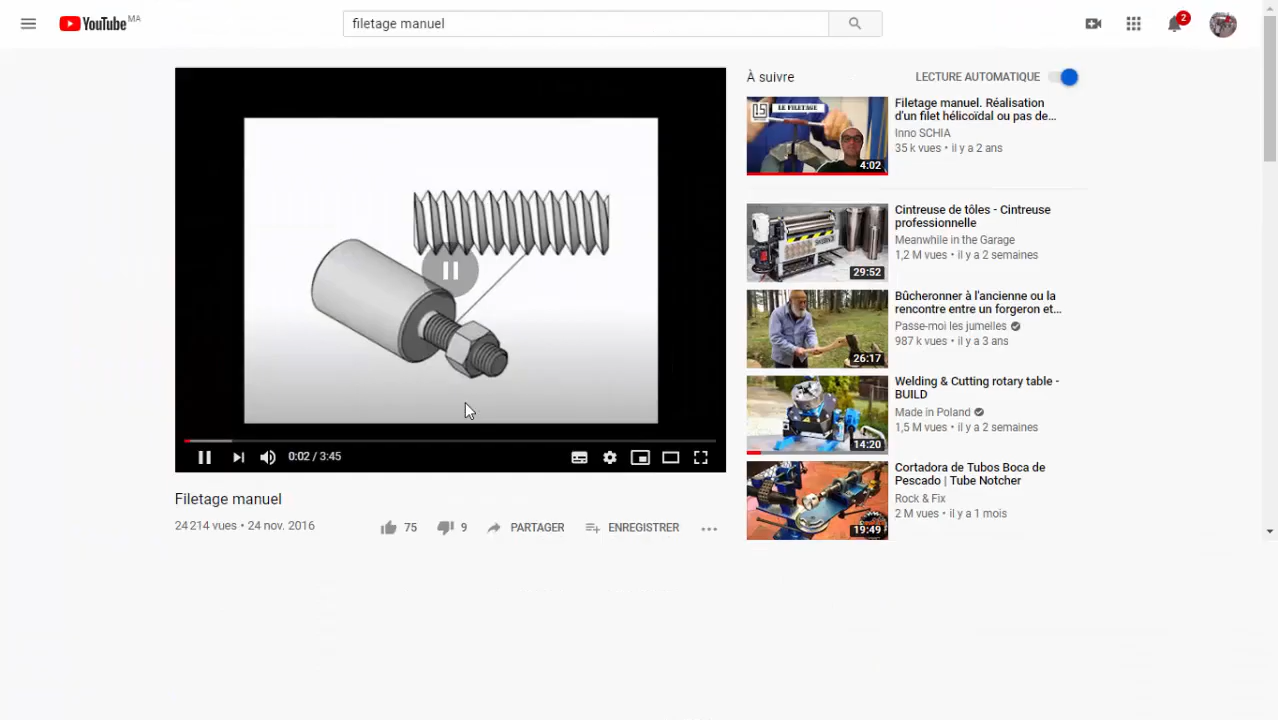 YouTube MA
filetage manuel
2
À suivre
LECTURE AUTOMATIQUE
LE FILETAGE
4:02
Filetage manuel. Réalisation
d'un filet hélicoïdal ou pas de...
Inno SCHIA
35 k vues • il y a 2 ans
29:52
Cintreuse de tôles - Cintreuse
professionnelle
Meanwhile in the Garage
1,2 M vues • il y a 2 semaines
26:17
Bûcheronner à l'ancienne ou la
rencontre entre un forgeron et...
Passe-moi les jumelles
987 k vues • il y a 3 ans
14:20
Welding & Cutting rotary table -
BUILD
Made in Poland
1,5 M vues • il y a 2 semaines
19:49
Cortadora de Tubos Boca de
Pescado | Tube Notcher
Rock & Fix
2 M vues • il y a 1 mois
0:02 / 3:45
Filetage manuel
24 214 vues • 24 nov. 2016
75
9
PARTAGER
ENREGISTRER